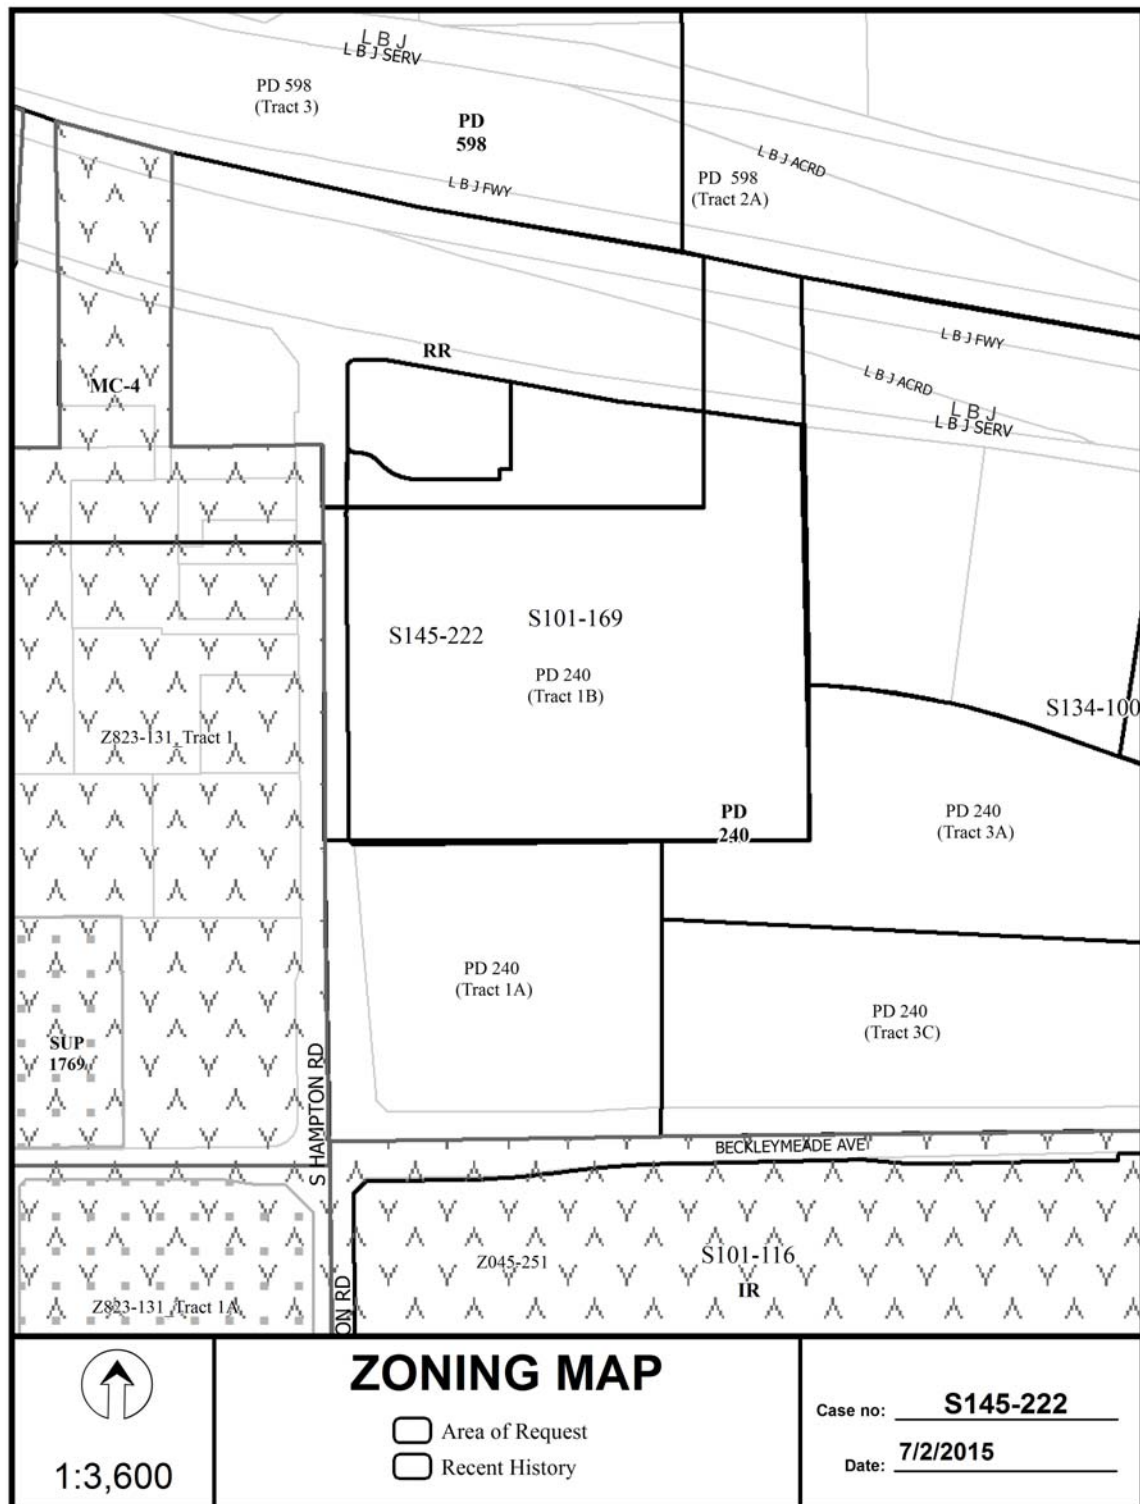 L B J
L B J SERV
PD 598
(Tract 3)
PD
598
L B J ACRD
PD 598
(Tract 2A)
L B J FWY
L B J FWY
RR
MC-4
L B J ACRD
L B J
L B J SERV
S101-169
S145-222
PD 240
(Tract 1B)
S134-100
Z823-131_Tract 1
PD
240
PD 240
(Tract 3A)
PD 240
(Tract 1A)
PD 240
(Tract 3C)
SUP
1769
S HAMPTON RD
BECKLEYMEADE AVE
Z045-251
S101-116
IR
ON RD
Z823-131_Tract 1A
ZONING MAP
Area of Request
Recent History
1:3,600
Case no: S145-222
Date: 7/2/2015